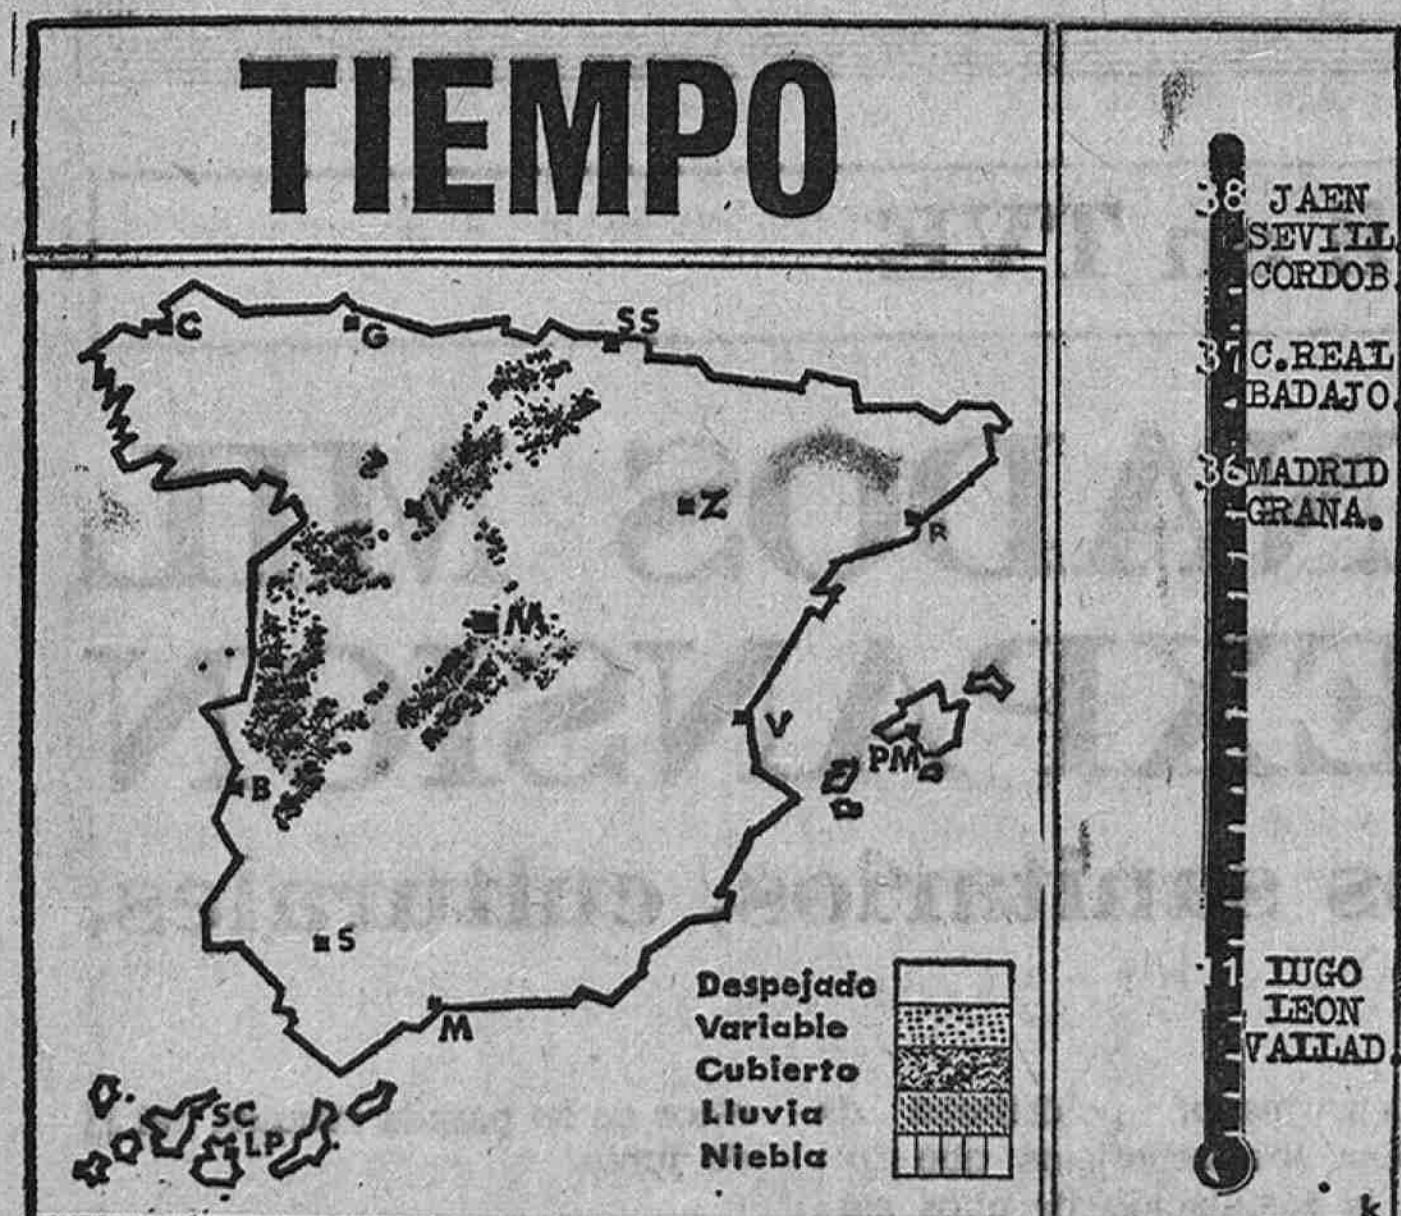 TIEMPO
C
G
SS
Z
M
V
PM
B
S
M
SC
LP
Despejado
Variable
Cubierto
Lluvia
Niebla
38 JAEN
SEVILL
CORDOB.
37 C.REAL
BADAJO.
36 MADRID
GRANA.
11 LUGO
LEON
VALLAD.
k